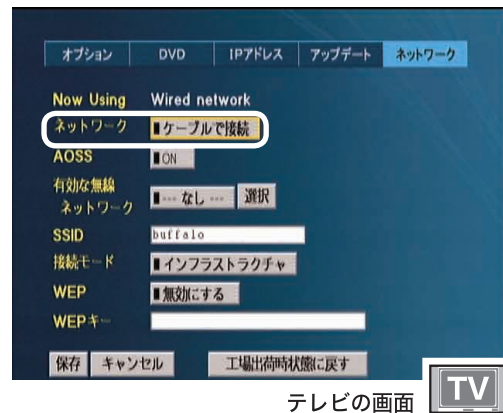 オプション DVD IPアドレス アップデート ネットワーク
Now Using Wired network
ネットワーク ケーブルで接続
AOSS ON
有効な無線
ネットワーク --- なし --- 選択
SSID buffalo
接続モード インフラストラクチャ
WEP 無効にする
WEPキー
保存 キャンセル 工場出荷時状態に戻す
テレビの画面 TV